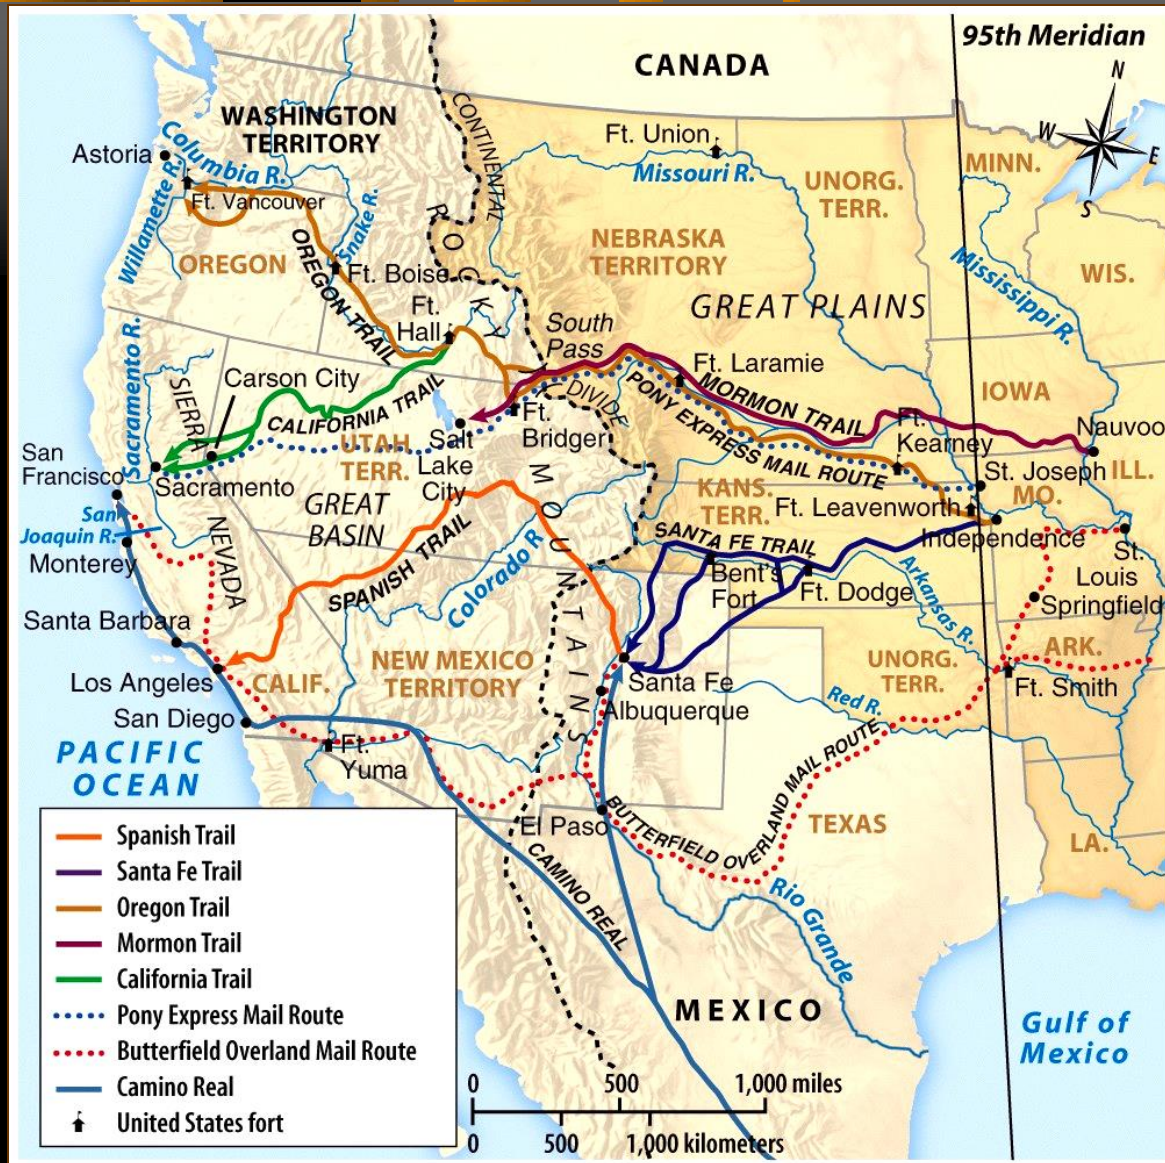 95th Meridian
CANADA
N
W
E
S
WASHINGTON
TERRITORY
CONTINENTAL
DIVIDE
Ft. Union
Missouri R.
MINN.
UNORG.
TERR.
Astoria
Columbia R.
Ft. Vancouver
Willamette R.
Snake R.
OREGON
OREGON TRAIL
Ft. Boise
Ft.
Hall
ROCKY
MOUNTAINS
NEBRASKA
TERRITORY
GREAT PLAINS
WIS.
Mississippi R.
South
Pass
Ft. Laramie
MORMON TRAIL
PONY EXPRESS MAIL ROUTE
IOWA
Ft.
Kearney
Nauvoo
ILL.
Sacramento R.
SIERRA
NEVADA
Carson City
CALIFORNIA TRAIL
UTAH
TERR.
Salt
Lake
City
Ft.
Bridger
San
Francisco
Sacramento
GREAT
BASIN
KANS.
TERR.
St. Joseph
MO.
Ft. Leavenworth
Independence
San
Joaquin R.
Monterey
SPANISH TRAIL
Colorado R
SANTA FE TRAIL
Bent's
Fort
Ft. Dodge
Arkansas R.
St.
Louis
Springfield
Santa Barbara
Los Angeles
CALIF.
NEW MEXICO
TERRITORY
Santa Fe
Albuquerque
UNORG.
TERR.
ARK.
Ft. Smith
San Diego
Ft.
Yuma
Red R.
PACIFIC
OCEAN
El Paso
BUTTERFIELD OVERLAND MAIL ROUTE
TEXAS
LA.
CAMINO REAL
Rio Grande
MEXICO
Gulf of
Mexico
Spanish Trail
Santa Fe Trail
Oregon Trail
Mormon Trail
California Trail
Pony Express Mail Route
Butterfield Overland Mail Route
Camino Real
United States fort
0 500 1,000 miles
0 500 1,000 kilometers